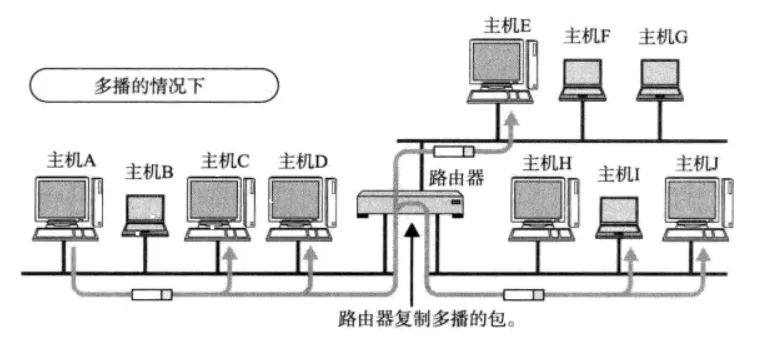 多播的情况下
主机E
主机F
主机G
主机A
主机B
主机C
主机D
路由器
主机H
主机I
主机J
路由器复制多播的包。